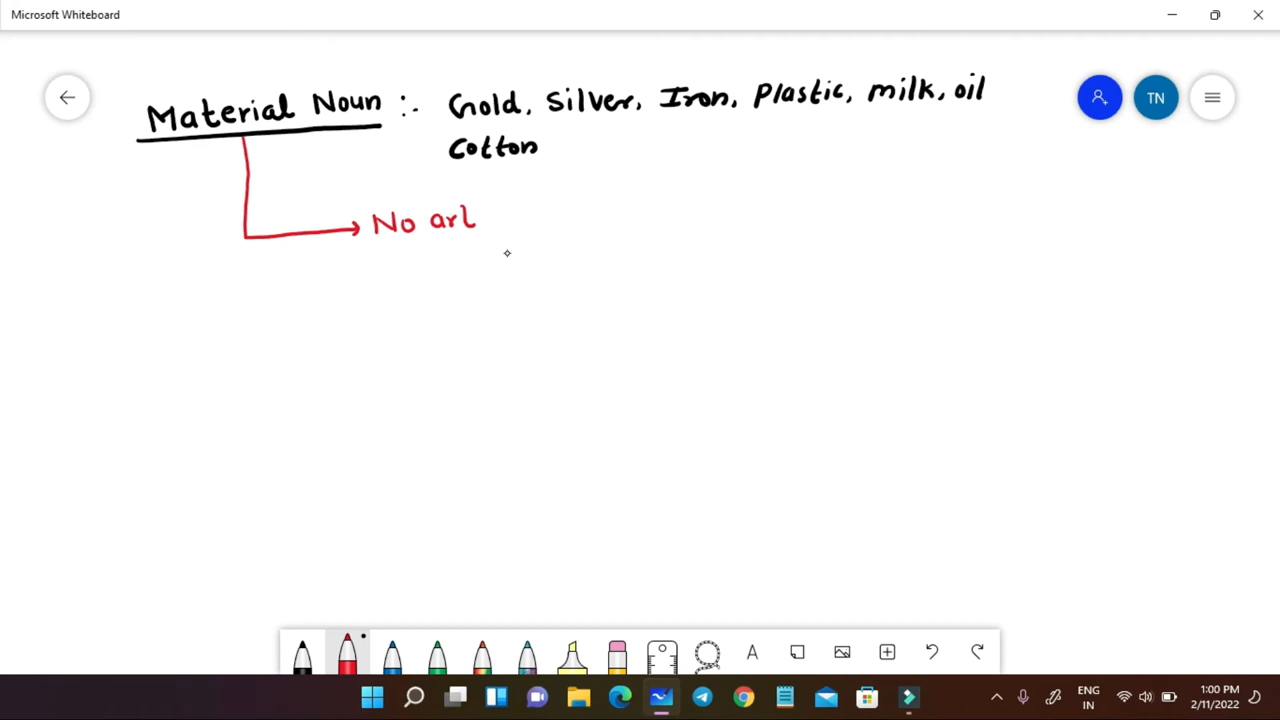 Microsoft Whiteboard
TN
Material Noun :- Gold, Silver, Iron, Plastic, milk, oil
Cotton
No art
A
ENG
IN
1:00 PM
2/11/2022